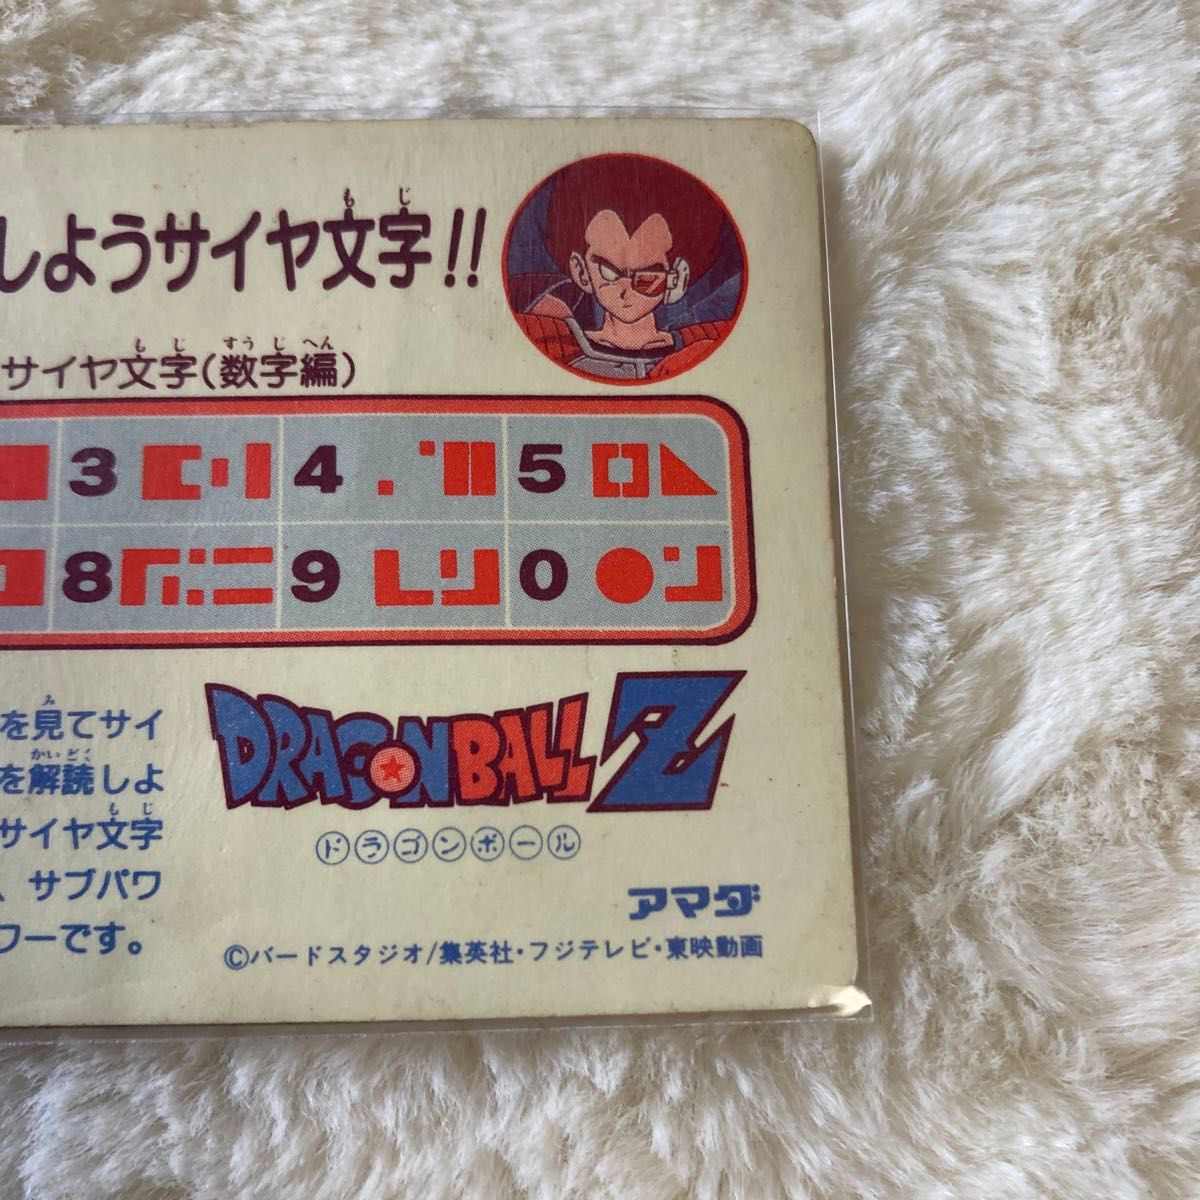 しようサイヤ文字!!
もじ
サイヤ文字(数字編)
もじ すうじへん
3 4 5
8 9 0
を見てサイ
み
を解読しよ
かいどく
サイヤ文字
もじ
、サブパワ
ワーです。
DRAGON BALL Z
ドラゴンボール
アマダ
©バードスタジオ/集英社・フジテレビ・東映動画